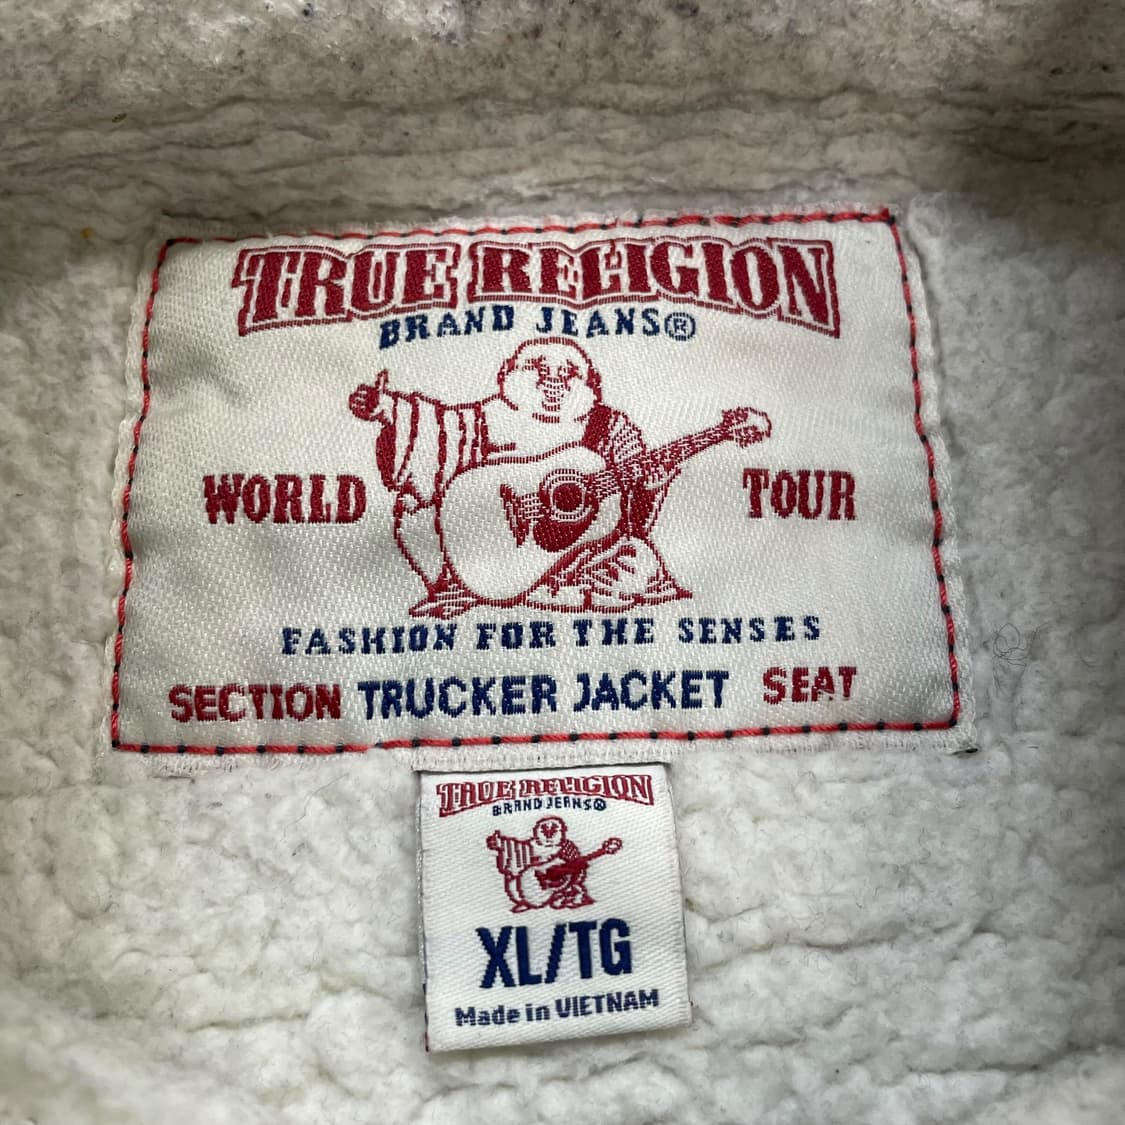 TRUE RELIGION
BRAND JEANS®
WORLD TOUR
FASHION FOR THE SENSES
SECTION TRUCKER JACKET SEAT
TRUE RELIGION
BRAND JEANS®
XL/TG
Made in VIETNAM